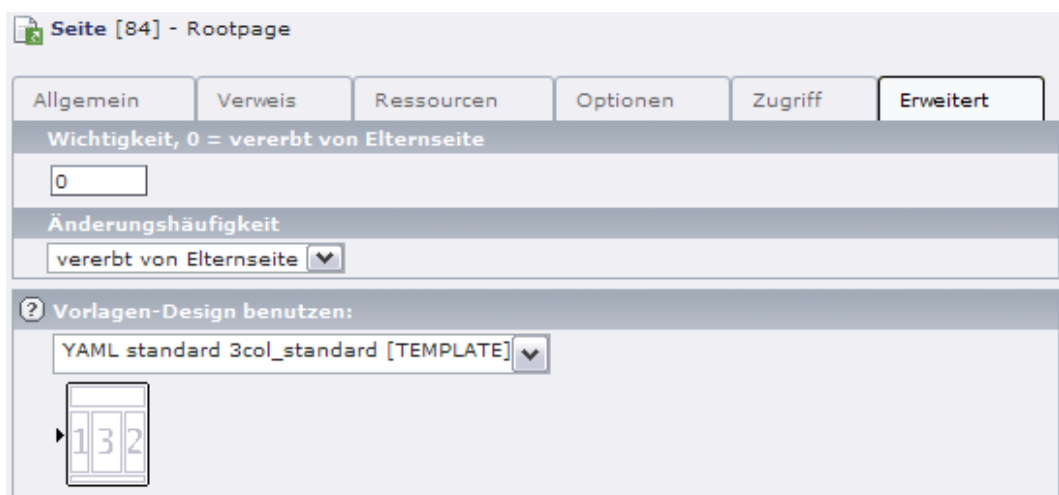 Seite [84] - Rootpage
Allgemein Verweis Ressourcen Optionen Zugriff Erweitert
Wichtigkeit, 0 = vererbt von Elternseite
0
Änderungshäufigkeit
vererbt von Elternseite
? Vorlagen-Design benutzen:
YAML standard 3col_standard [TEMPLATE]
1 3 2